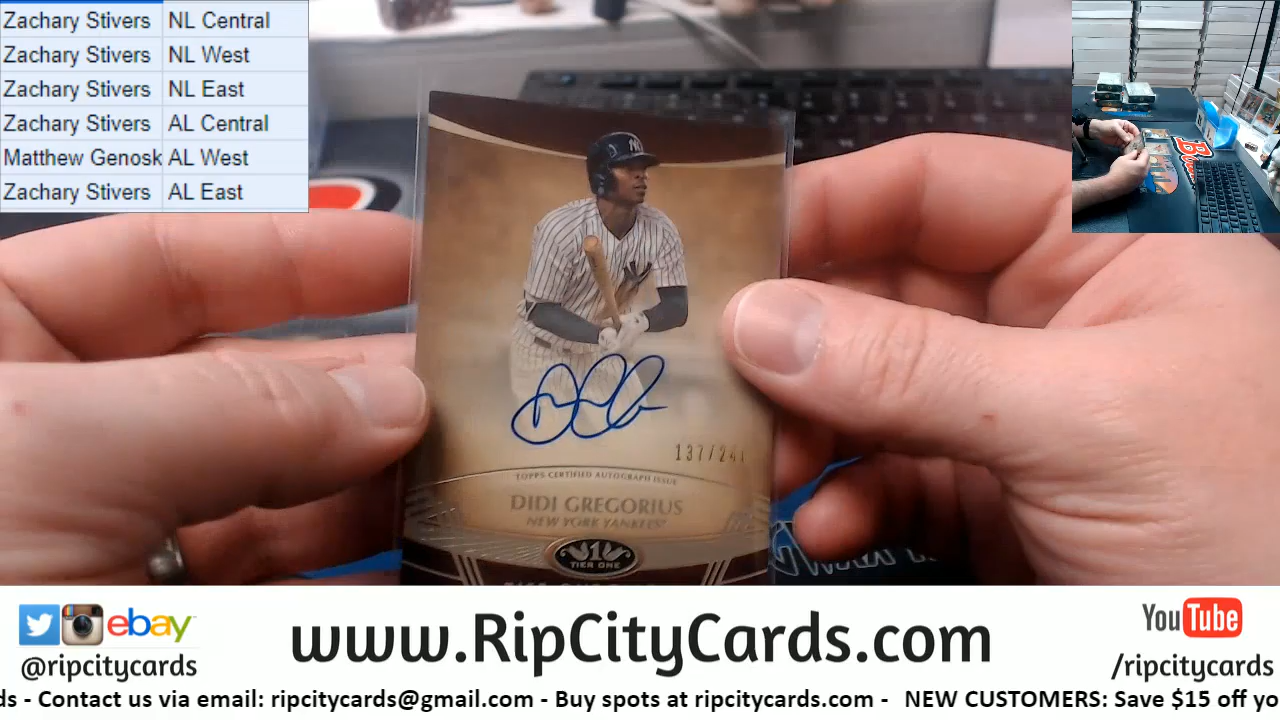 Zachary Stivers NL Central
Zachary Stivers NL West
Zachary Stivers NL East
Zachary Stivers AL Central
Matthew Genosk AL West
Zachary Stivers AL East
NY
137/241
TOPPS CERTIFIED AUTOGRAPH ISSUE
DIDI GREGORIUS
NEW YORK YANKEES
1
TIER ONE
ebay
@ripcitycards
www.RipCityCards.com
YouTube
/ripcitycards
ds - Contact us via email: ripcitycards@gmail.com - Buy spots at ripcitycards.com - NEW CUSTOMERS: Save $15 off yo